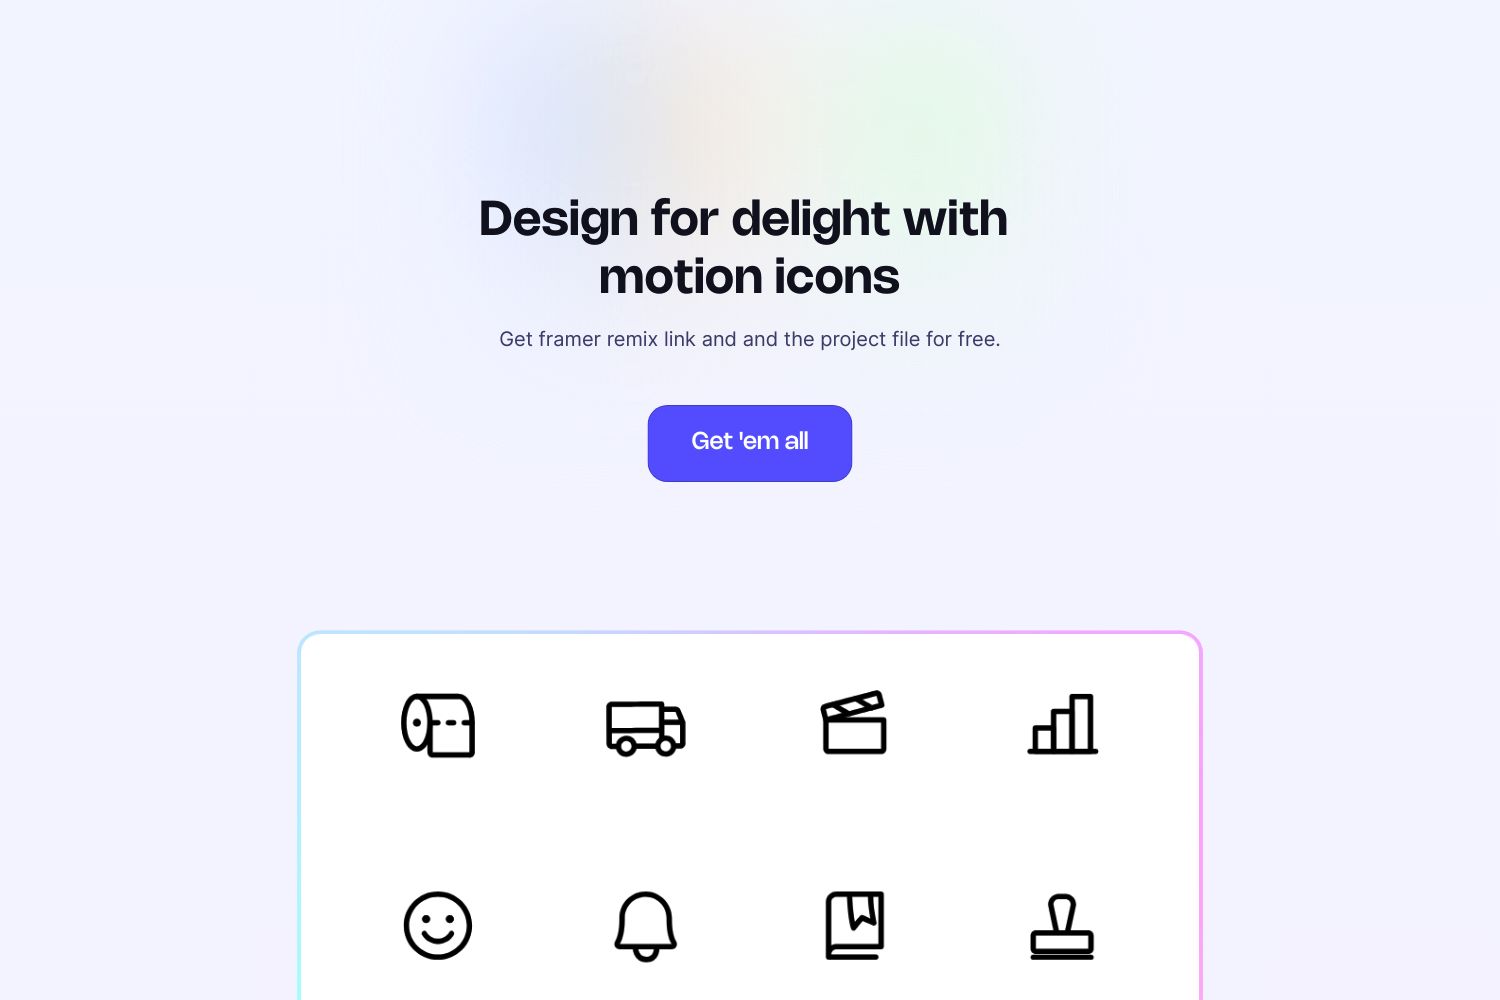 Design for delight with
motion icons
Get framer remix link and and the project file for free.
Get 'em all